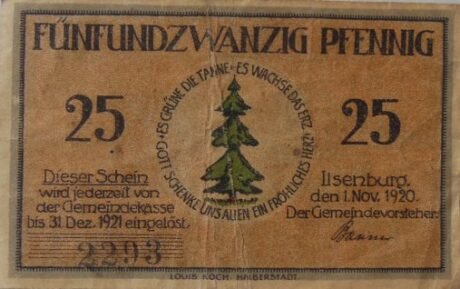 FÜNFUNDZWANZIG PFENNIG
25
25
ES GRÜNE DIE TANNE · ES WACHSE DAS ERZ
GOTT SCHENKE UNS ALLEN EIN FRÖHLICHES HERZ
Dieser Schein
wird jederzeit von
der Gemeindekasse
bis 31. Dez. 1921 eingelöst.
2293
Ilsenburg,
den 1. Nov. 1920.
Der Gemeindevorsteher:
LOUIS KOCH, HALBERSTADT.